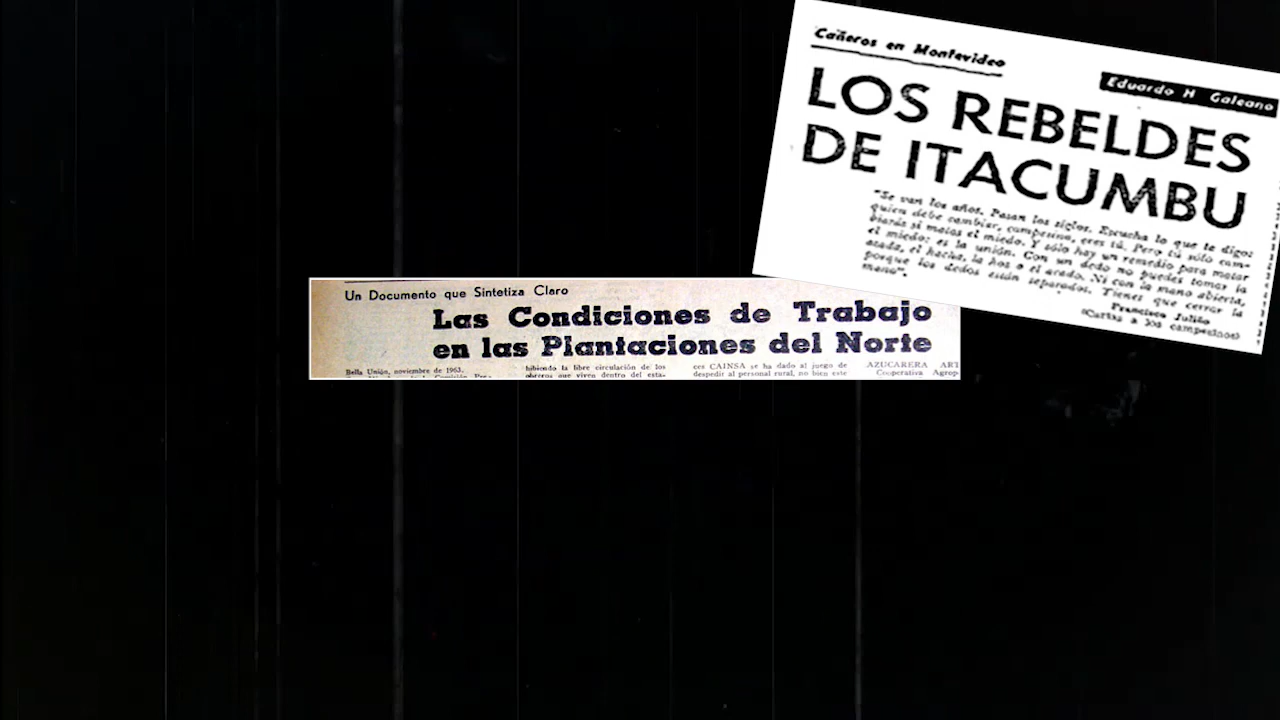 Cañeros en Montevideo
Eduardo H Galeano
LOS REBELDES
DE ITACUMBU
"Se van los años. Pasan los siglos. Escucha lo que te digo:
quien debe cambiar, campesino, eres tú. Pero tú sólo cam-
biarás si matas el miedo. Y sólo hay un remedio para matar
el miedo: es la unión. Con un dedo no puedes tomar la
azada, el hacha, la hoz o el arado. Ni con la mano abierta,
porque los dedos están separados. Tienes que cerrar la
mano".
Francisco Juliao
(Cartas a los campesinos)
Un Documento que Sintetiza Claro
Las Condiciones de Trabajo
en las Plantaciones del Norte
Bella Unión, noviembre de 1963.
hibiendo la libre circulación de los
obreros que viven dentro del esta-
ces CAINSA se ha dado al juego de
despedir al personal rural, no bien este
AZUCARERA ART
Cooperativa Agrop